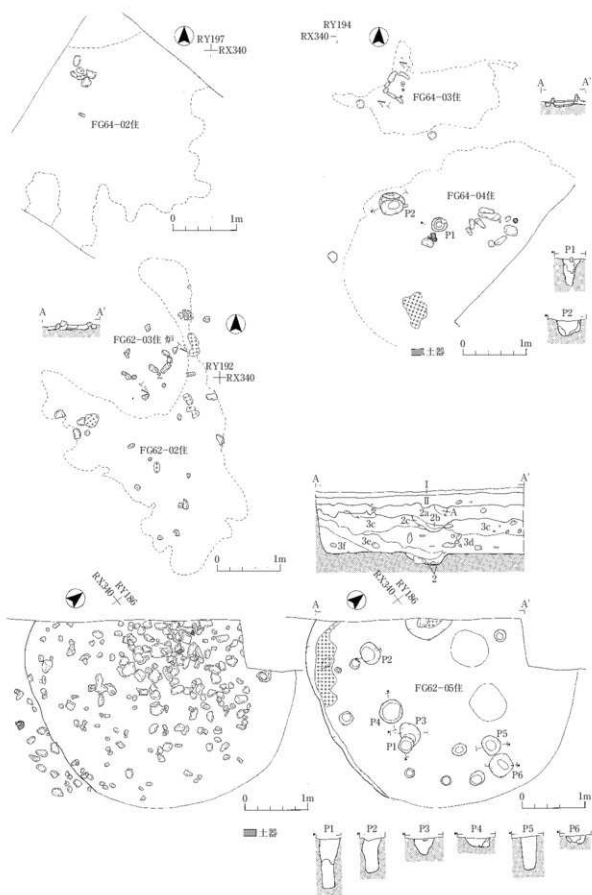 RY197
RX340
FG64-02住
0 1m
RY194
RX340
A
A'
FG64-03住
A A'
FG64-04住
P2
P1
P1
P2
土器
0 1m
A A'
FG62-03住 炉
RY192
RX340
FG62-02住
0 1m
A A'
I
II
2a A
2b
2c
3c 3c
3e 3d
3f
2
RX340
RY186
0 1m
土器
RX340
RY186
A A'
P2
FG62-05住
P4
P3
P1
P5
P6
0 1m
P1 P2 P3 P4 P5 P6